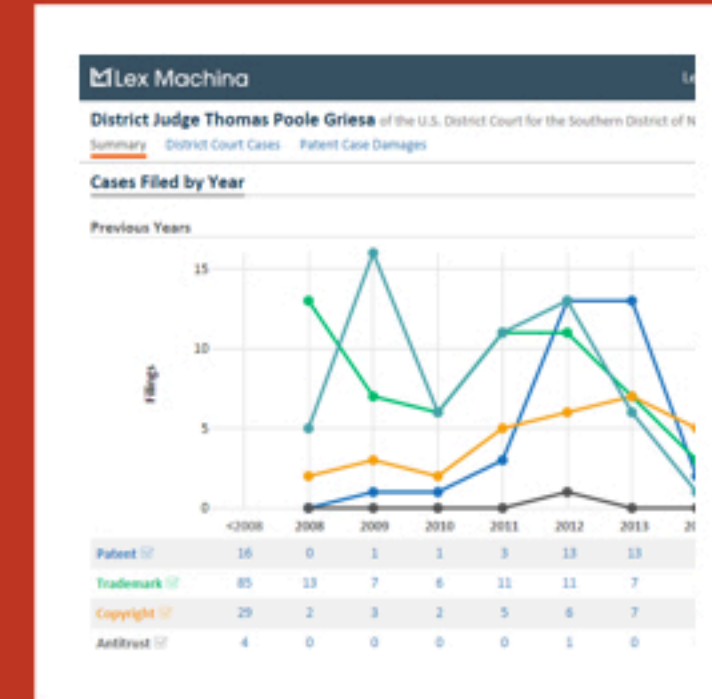 Lex Machina
District Judge Thomas Poole Griesa of the U.S. District Court for the Southern District of N
Summary District Court Cases Patent Case Damages
Cases Filed by Year
Previous Years
15
10
5
0
Filings
<2008 2008 2009 2010 2011 2012 2013
Patent 16 0 1 1 3 13 13
Trademark 85 13 7 6 11 11 7
Copyright 29 2 3 2 5 6 7
Antitrust 4 0 0 0 0 1 0